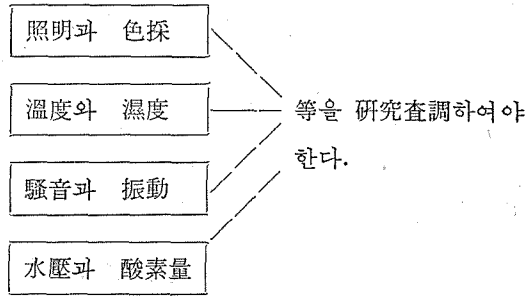 照明과 色採
溫度와 濕度
騷音과 振動
水壓과 酸素量
等을 硏究査調하여야
한다.